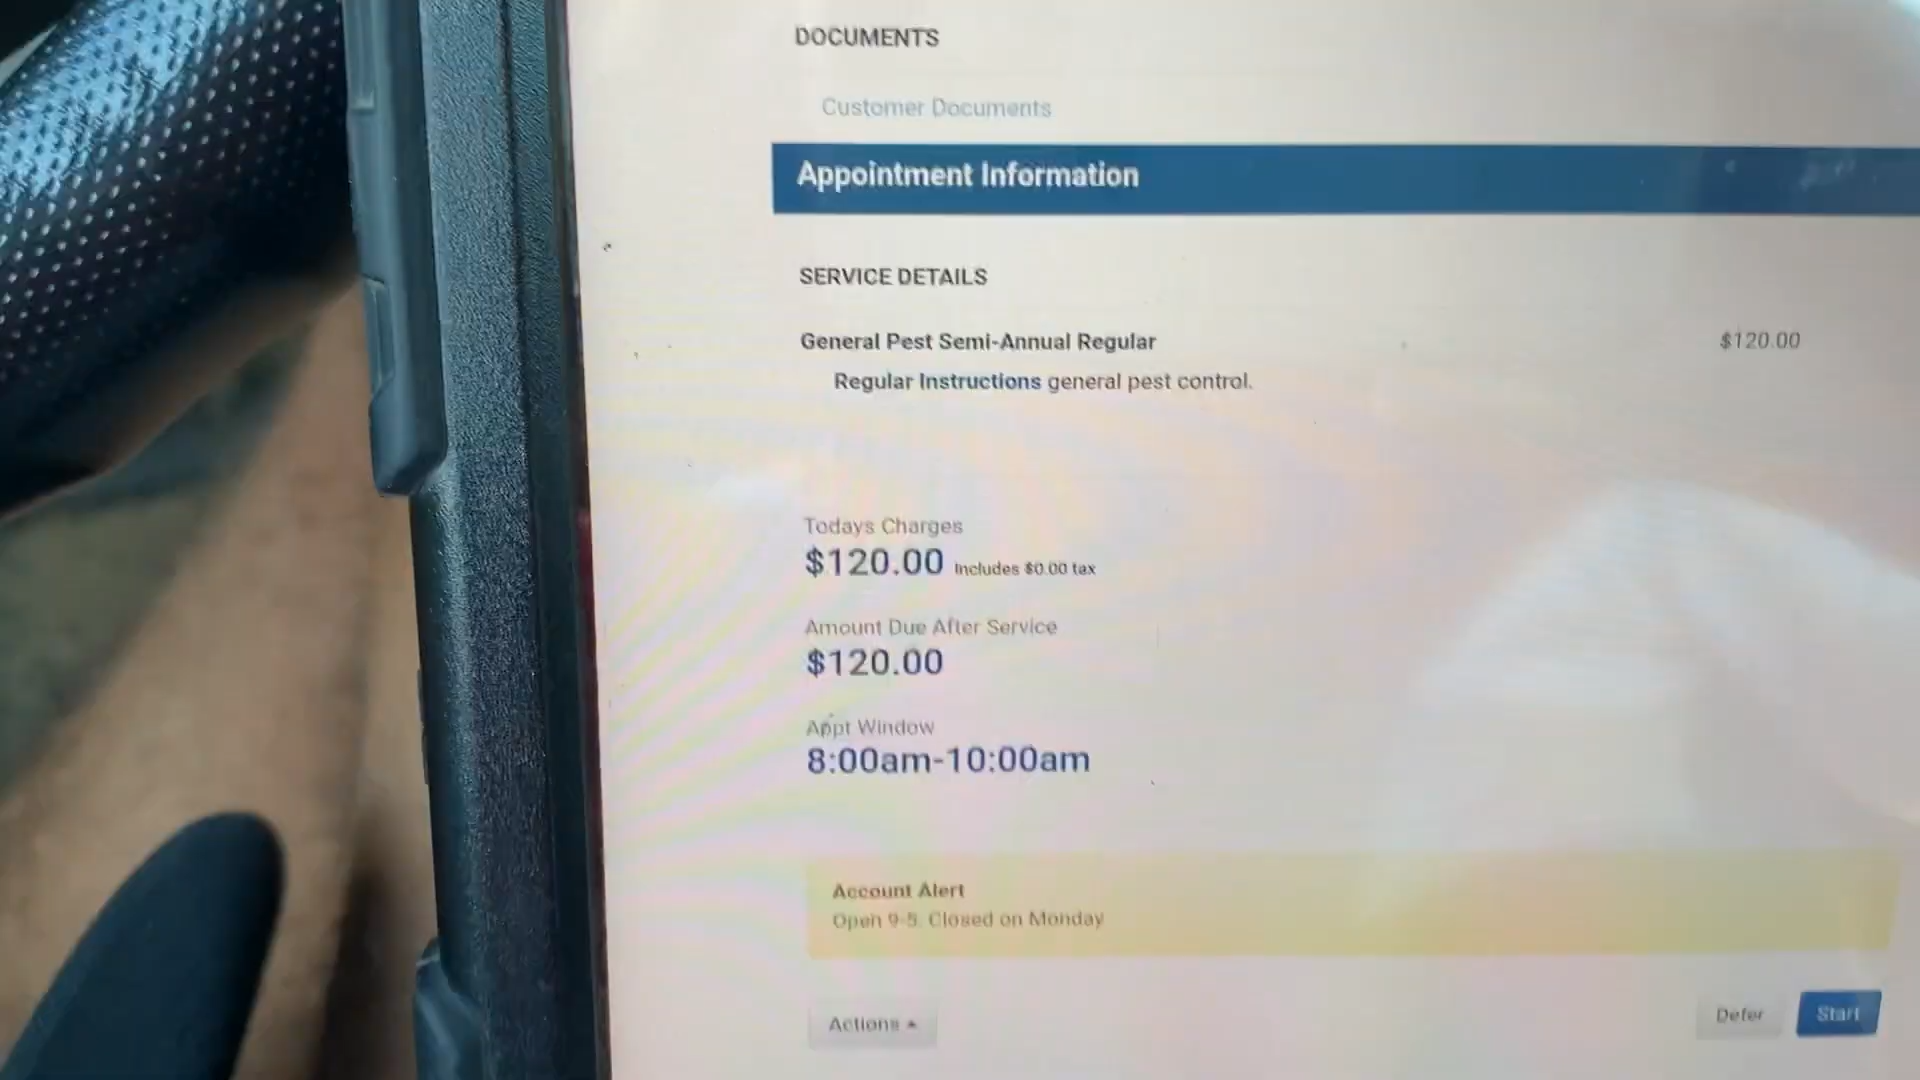 DOCUMENTS
Customer Documents
Appointment Information
SERVICE DETAILS
General Pest Semi-Annual Regular $120.00
Regular Instructions general pest control.
Todays Charges
$120.00 Includes $0.00 tax
Amount Due After Service
$120.00
Appt Window
8:00am-10:00am
Account Alert
Open 9-5. Closed on Monday
Actions
Defer Start